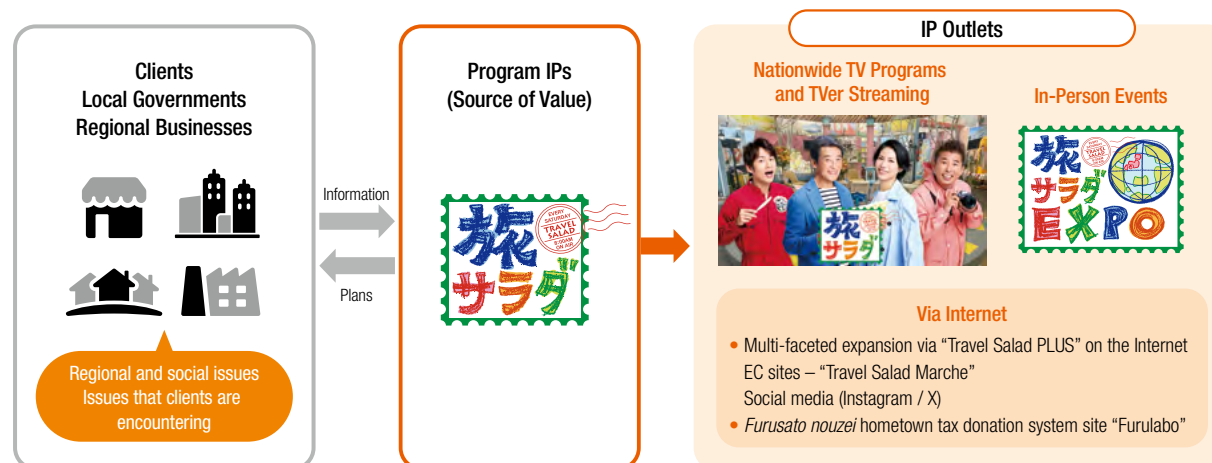 Clients
Local Governments
Regional Businesses
Regional and social issues
Issues that clients are
encountering
Information
Plans
Program IPs
(Source of Value)
旅
サラダ
EVERY
SATURDAY
TRAVEL
SALAD
8:00AM
ON AIR
IP Outlets
Nationwide TV Programs
and TVer Streaming
旅
サラダ
In-Person Events
旅
サラダ
EXPO
Via Internet
• Multi-faceted expansion via “Travel Salad PLUS” on the Internet
EC sites – “Travel Salad Marche”
Social media (Instagram / X)
• Furusato nouzei hometown tax donation system site “Furulabo”